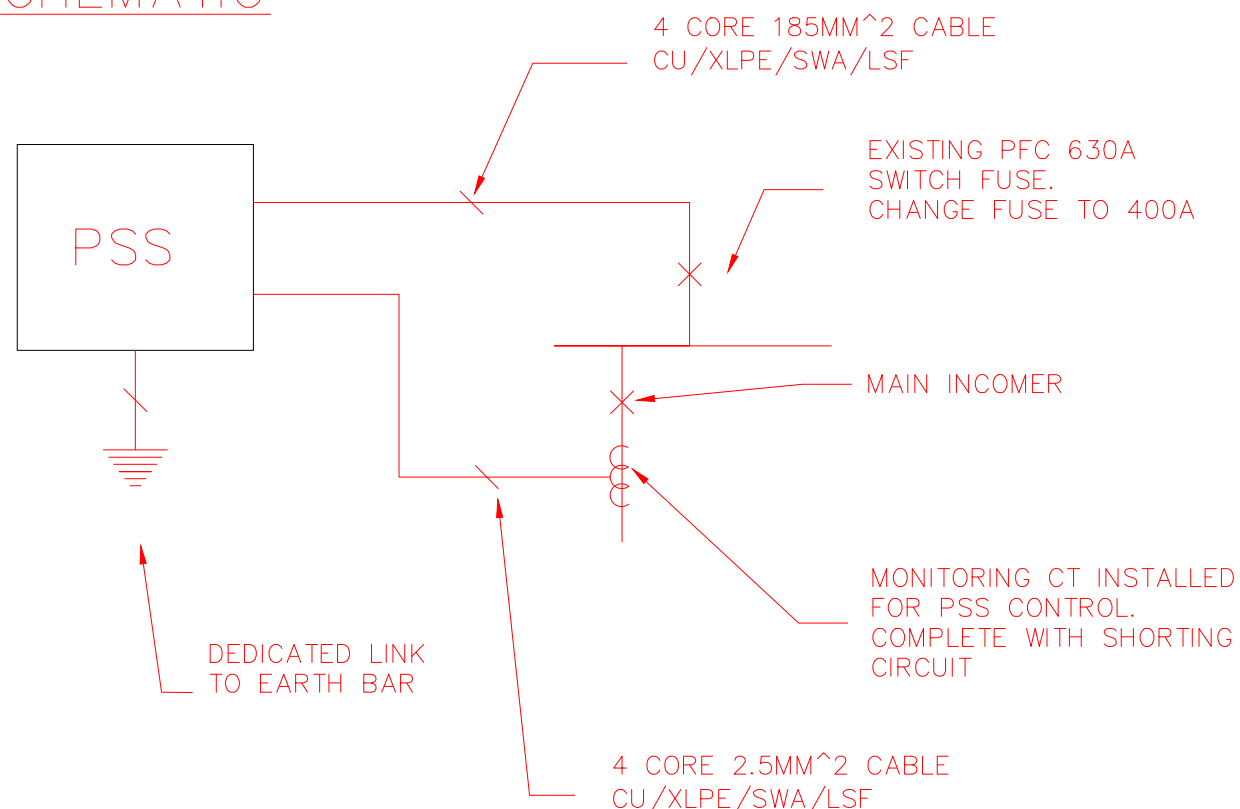 4 CORE 185MM^2 CABLE
CU/XLPE/SWA/LSF
EXISTING PFC 630A
SWITCH FUSE.
CHANGE FUSE TO 400A
PSS
MAIN INCOMER
MONITORING CT INSTALLED
FOR PSS CONTROL.
COMPLETE WITH SHORTING
CIRCUIT
DEDICATED LINK
TO EARTH BAR
4 CORE 2.5MM^2 CABLE
CU/XLPE/SWA/LSF